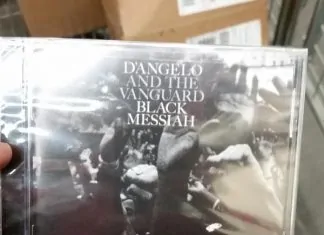 D'ANGELO
AND THE
VANGUARD
BLACK
MESSIAH